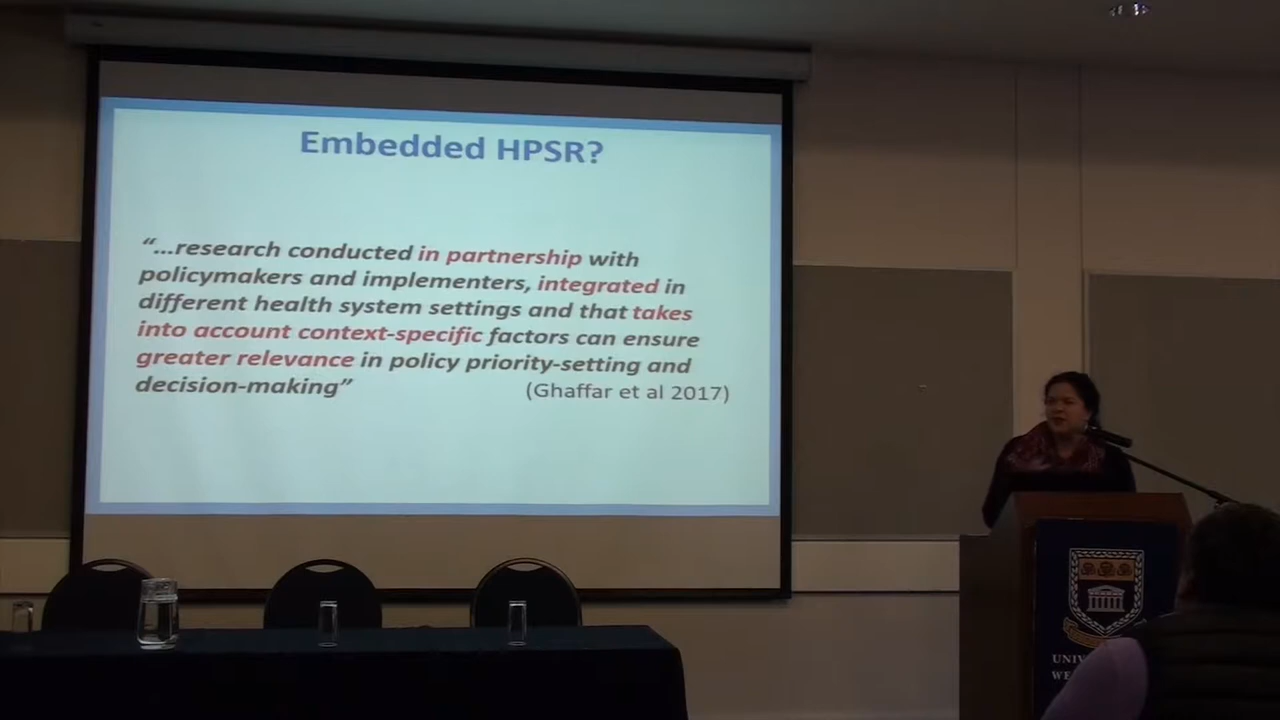 Embedded HPSR?
“...research conducted in partnership with
policymakers and implementers, integrated in
different health system settings and that takes
into account context-specific factors can ensure
greater relevance in policy priority-setting and
decision-making” (Ghaffar et al 2017)